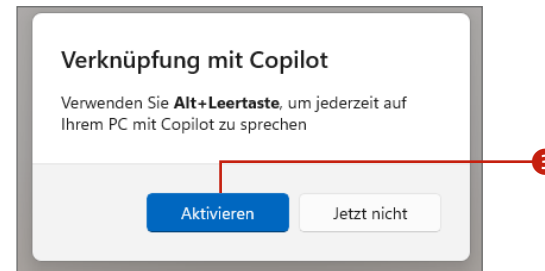 Verknüpfung mit Copilot
Verwenden Sie Alt+Leertaste, um jederzeit auf
Ihrem PC mit Copilot zu sprechen
Aktivieren
Jetzt nicht